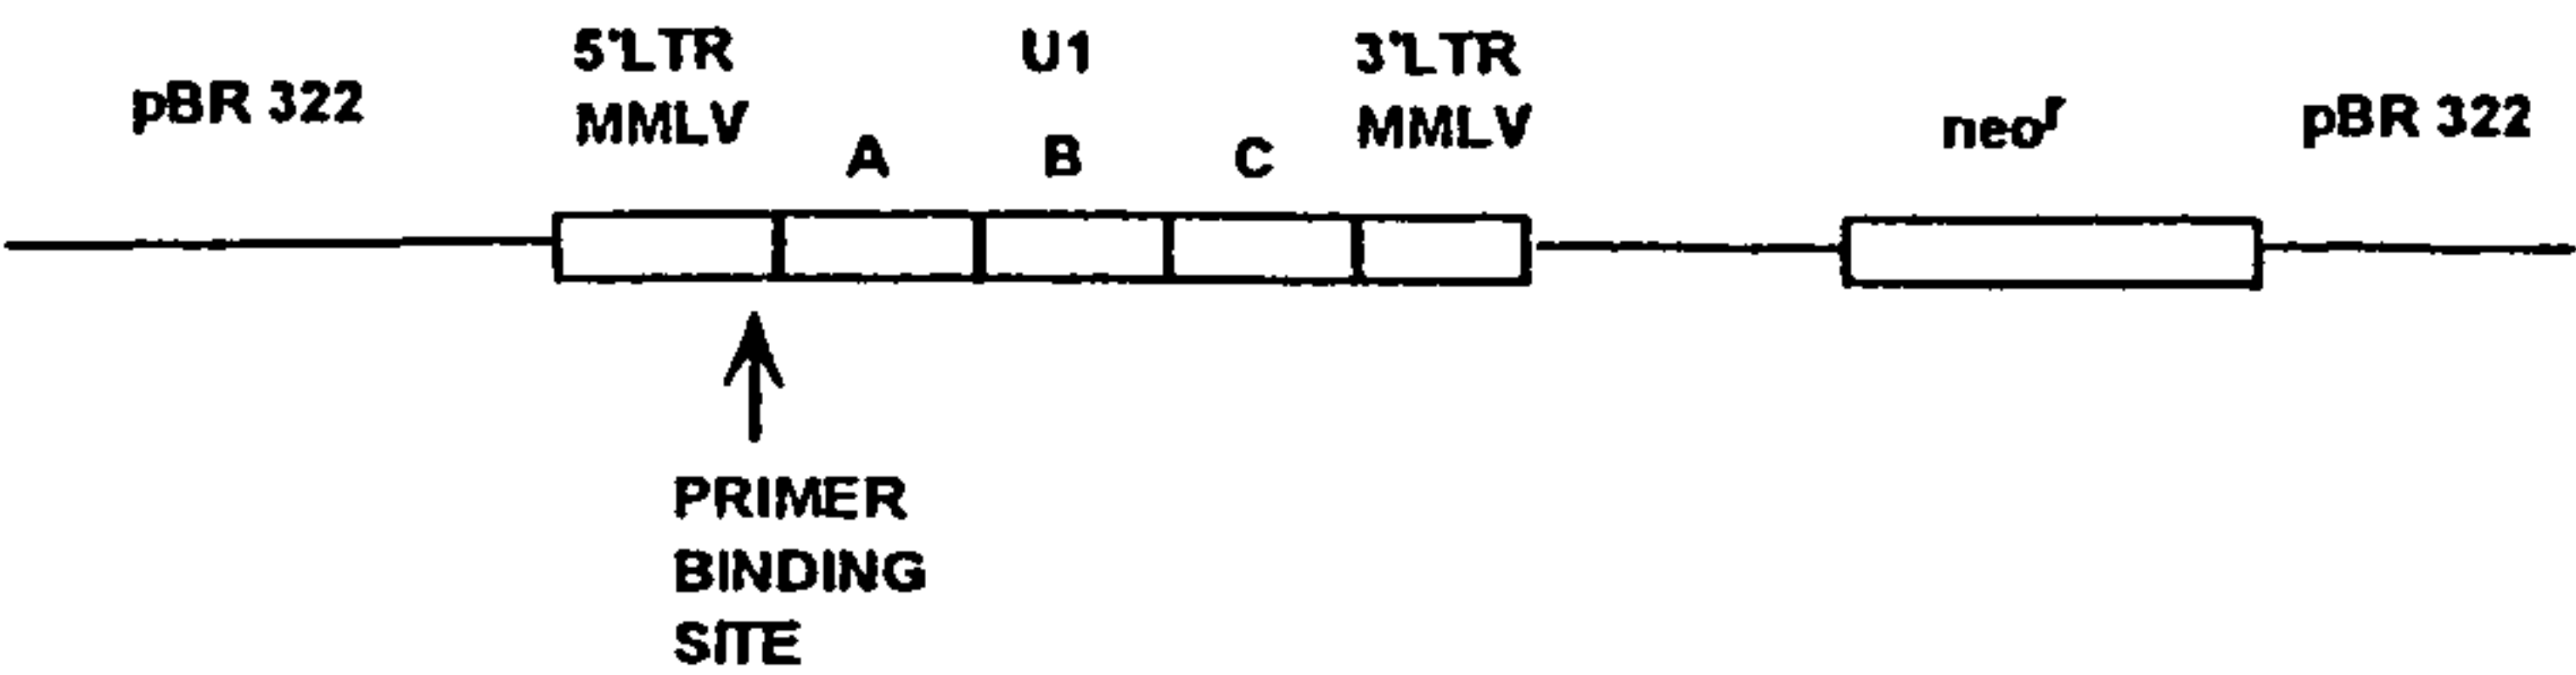 pBR 322
5'LTR
MMLV
A
U1
B
C
3'LTR
MMLV
neoʳ
pBR 322
PRIMER
BINDING
SITE